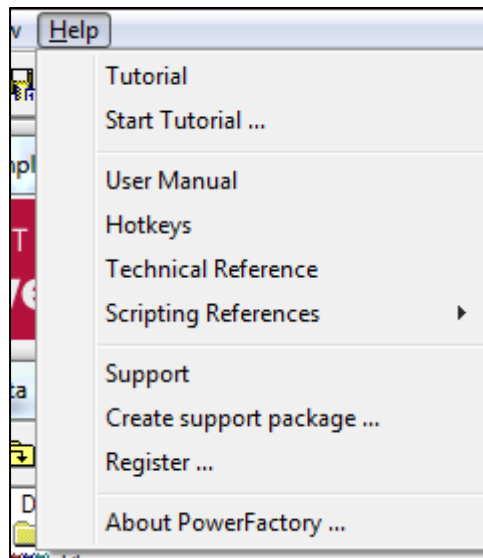 Help
Tutorial
Start Tutorial ...
User Manual
Hotkeys
Technical Reference
Scripting References
Support
Create support package ...
Register ...
About PowerFactory ...